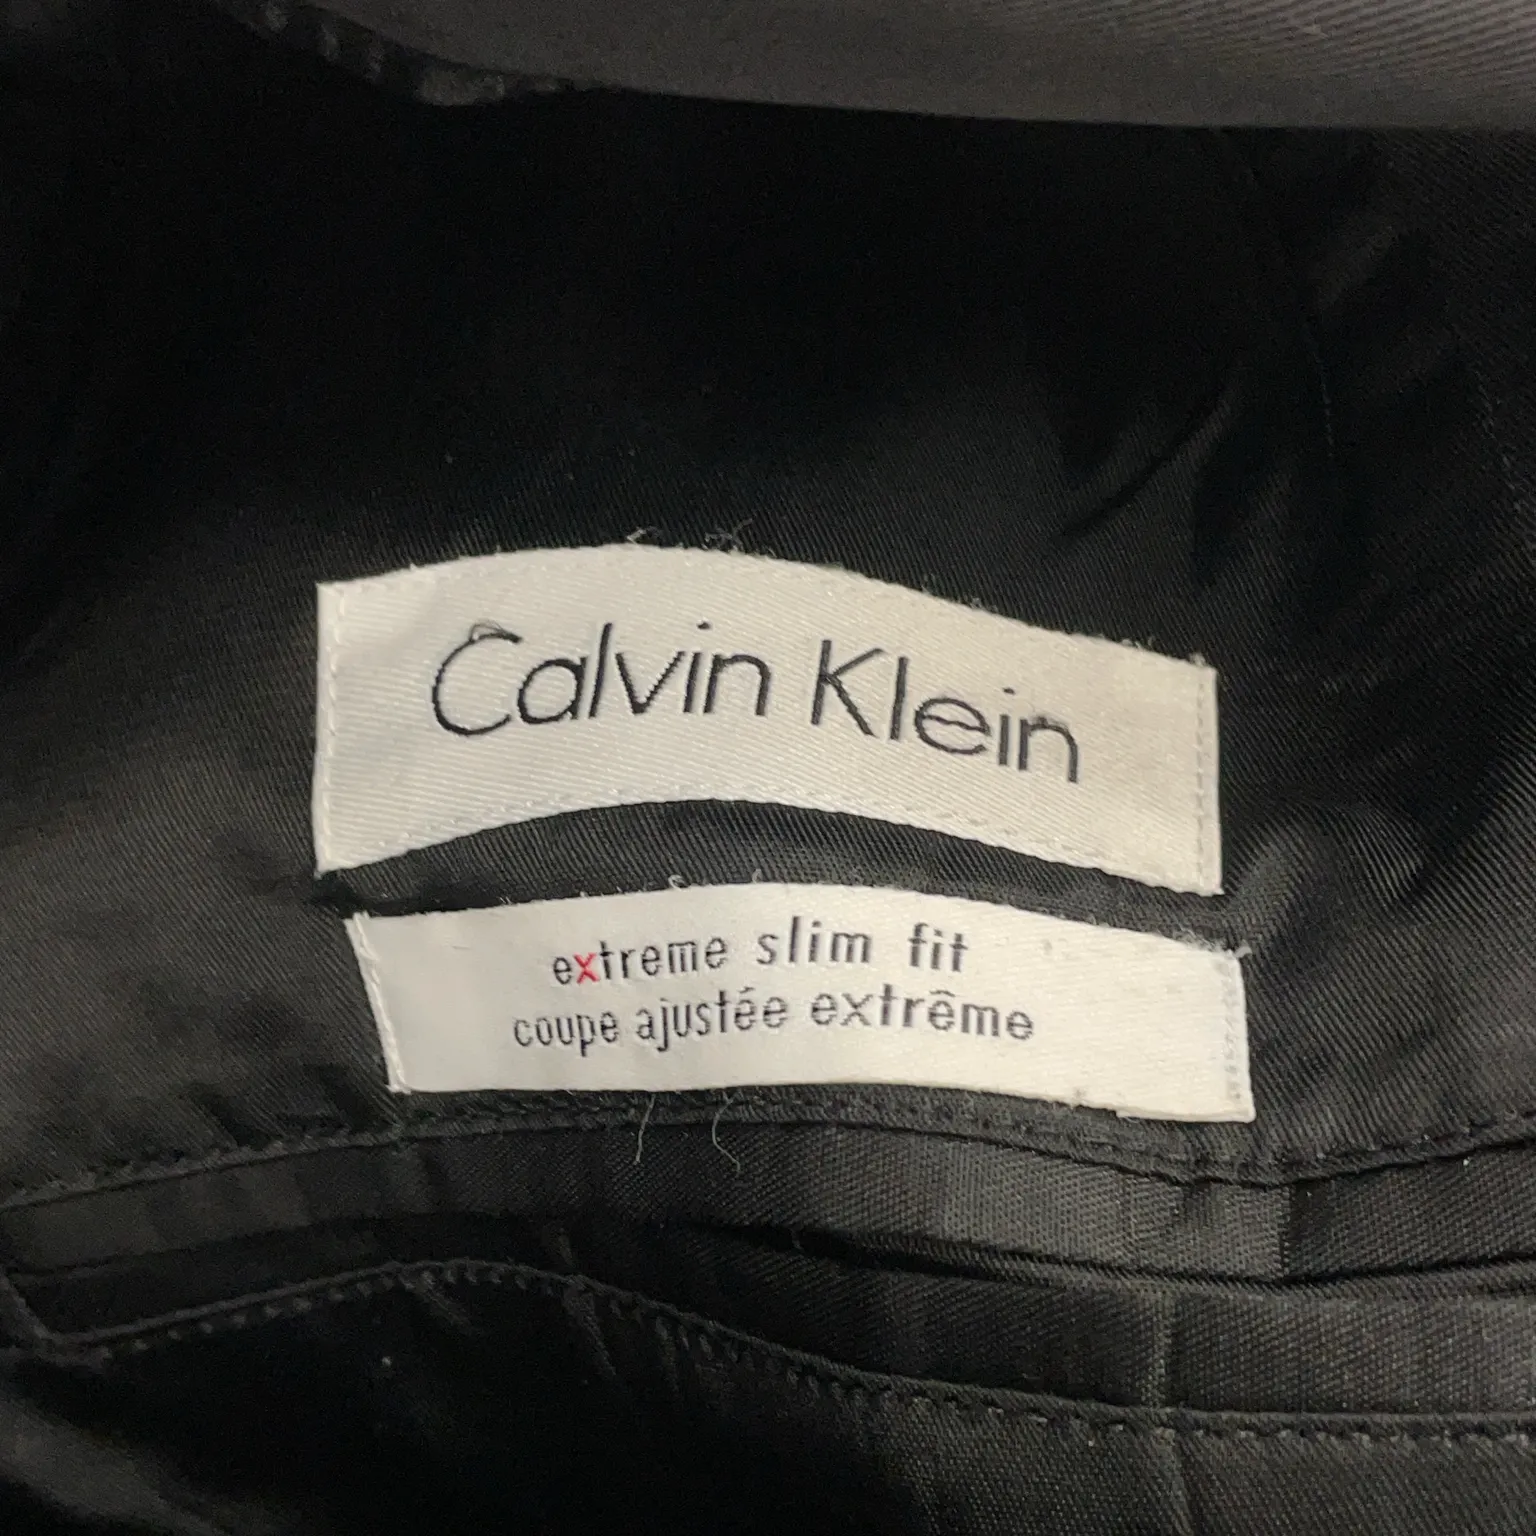 Calvin Klein
extreme slim fit
coupe ajustée extrême